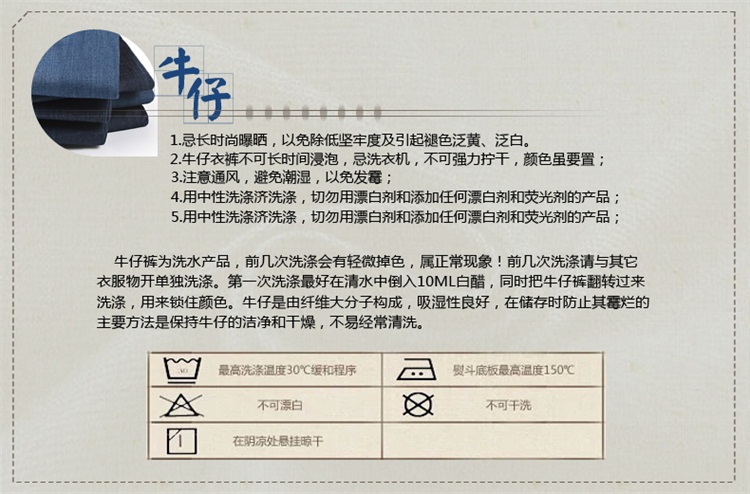 牛仔
1.忌长时尚曝晒，以免除低坚牢度及引起褪色泛黄、泛白。
2.牛仔衣裤不可长时间浸泡，忌洗衣机，不可强力拧干，颜色虽要置；
3.注意通风，避免潮湿，以免发霉；
4.用中性洗涤济洗涤，切勿用漂白剂和添加任何漂白剂和荧光剂的产品；
5.用中性洗涤济洗涤，切勿用漂白剂和添加任何漂白剂和荧光剂的产品；
牛仔裤为洗水产品，前几次洗涤会有轻微掉色，属正常现象！前几次洗涤请与其它
衣服物开单独洗涤。第一次洗涤最好在清水中倒入10ML白醋，同时把牛仔裤翻转过来
洗涤，用来锁住颜色。牛仔是由纤维大分子构成，吸湿性良好，在储存时防止其霉烂的
主要方法是保持牛仔的洁净和干燥，不易经常清洗。
最高洗涤温度30℃缓和程序
熨斗底板最高温度150℃
不可漂白
不可干洗
在阴凉处悬挂晾干